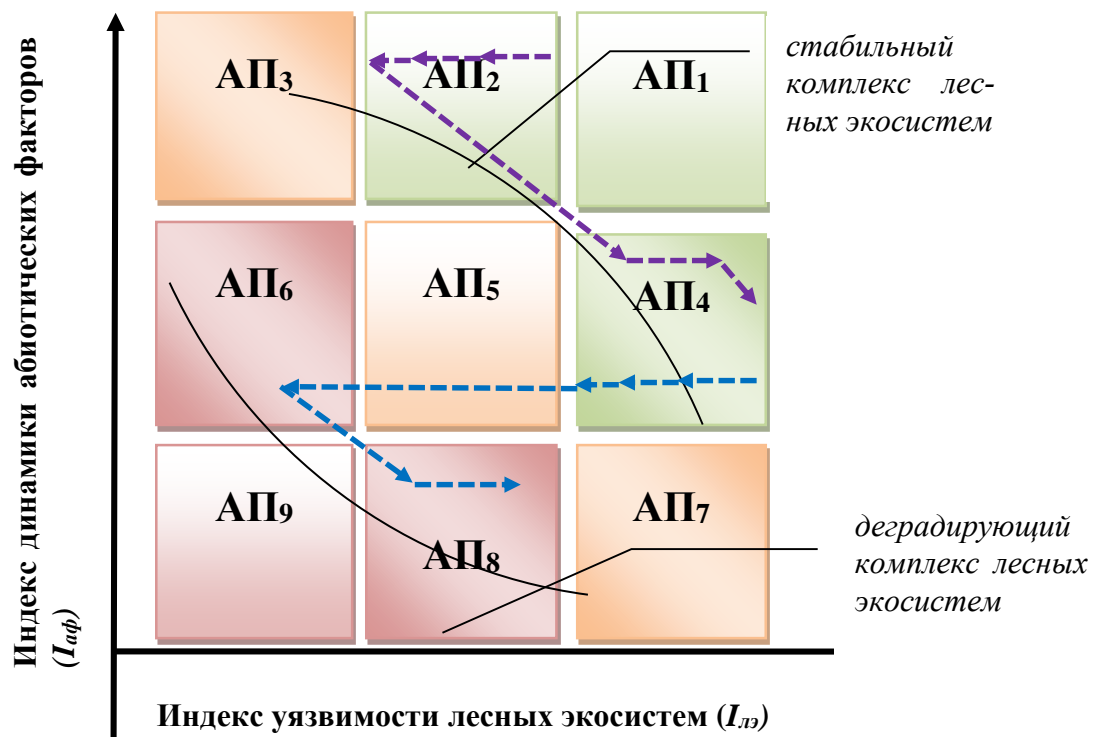 Индекс динамики абиотических факторов
(Iаф)
АП3
АП2
АП1
стабильный
комплекс лес-
ных экосистем
АП6
АП5
АП4
АП9
АП8
АП7
деградирующий
комплекс лесных
экосистем
Индекс уязвимости лесных экосистем (Iлэ)